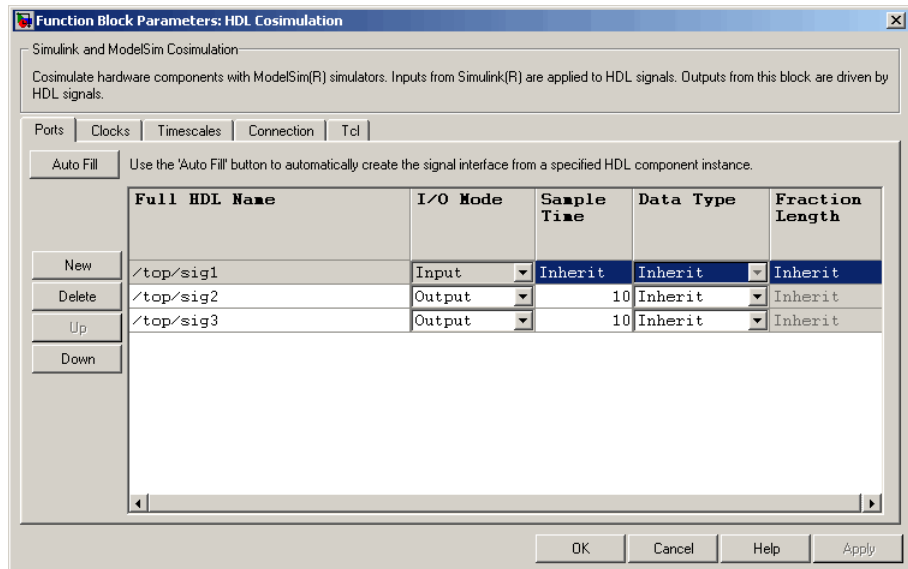 Function Block Parameters: HDL Cosimulation
Simulink and ModelSim Cosimulation
Cosimulate hardware components with ModelSim(R) simulators. Inputs from Simulink(R) are applied to HDL signals. Outputs from this block are driven by
HDL signals.
Ports Clocks Timescales Connection Tcl
Auto Fill Use the 'Auto Fill' button to automatically create the signal interface from a specified HDL component instance.
Full HDL Name I/O Mode Sample Time Data Type Fraction Length
New /top/sig1 Input Inherit Inherit Inherit
Delete /top/sig2 Output 10 Inherit Inherit
Up /top/sig3 Output 10 Inherit Inherit
Down
OK Cancel Help Apply